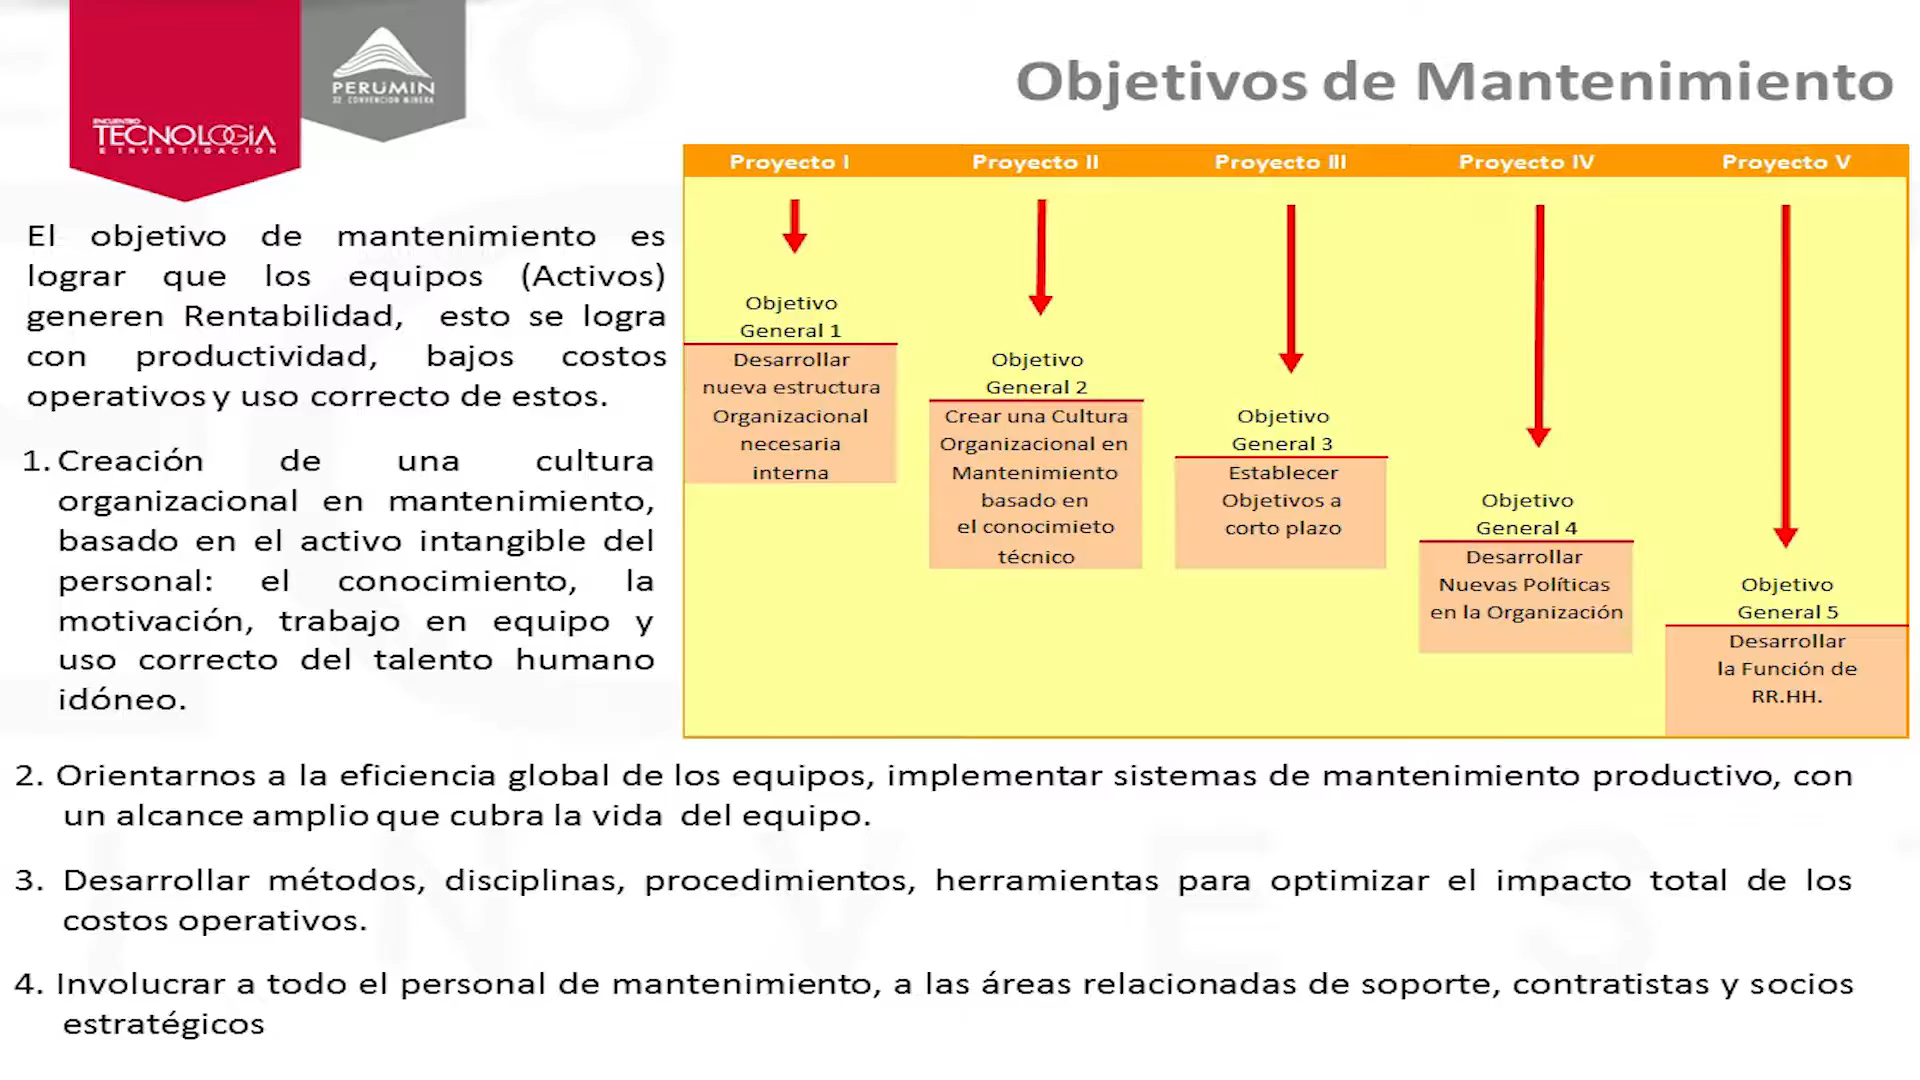 ENCUENTRO
TECNOLOGÍA
E INVESTIGACIÓN
PERUMIN
32 CONVENCIÓN MINERA
Objetivos de Mantenimiento
El objetivo de mantenimiento es
lograr que los equipos (Activos)
generen Rentabilidad, esto se logra
con productividad, bajos costos
operativos y uso correcto de estos.
1. Creación de una cultura
organizacional en mantenimiento,
basado en el activo intangible del
personal: el conocimiento, la
motivación, trabajo en equipo y
uso correcto del talento humano
idóneo.
Proyecto I
Proyecto II
Proyecto III
Proyecto IV
Proyecto V
Objetivo
General 1
Desarrollar
nueva estructura
Organizacional
necesaria
interna
Objetivo
General 2
Crear una Cultura
Organizacional en
Mantenimiento
basado en
el conocimieto
técnico
Objetivo
General 3
Establecer
Objetivos a
corto plazo
Objetivo
General 4
Desarrollar
Nuevas Políticas
en la Organización
Objetivo
General 5
Desarrollar
la Función de
RR.HH.
2. Orientarnos a la eficiencia global de los equipos, implementar sistemas de mantenimiento productivo, con
un alcance amplio que cubra la vida del equipo.
3. Desarrollar métodos, disciplinas, procedimientos, herramientas para optimizar el impacto total de los
costos operativos.
4. Involucrar a todo el personal de mantenimiento, a las áreas relacionadas de soporte, contratistas y socios
estratégicos